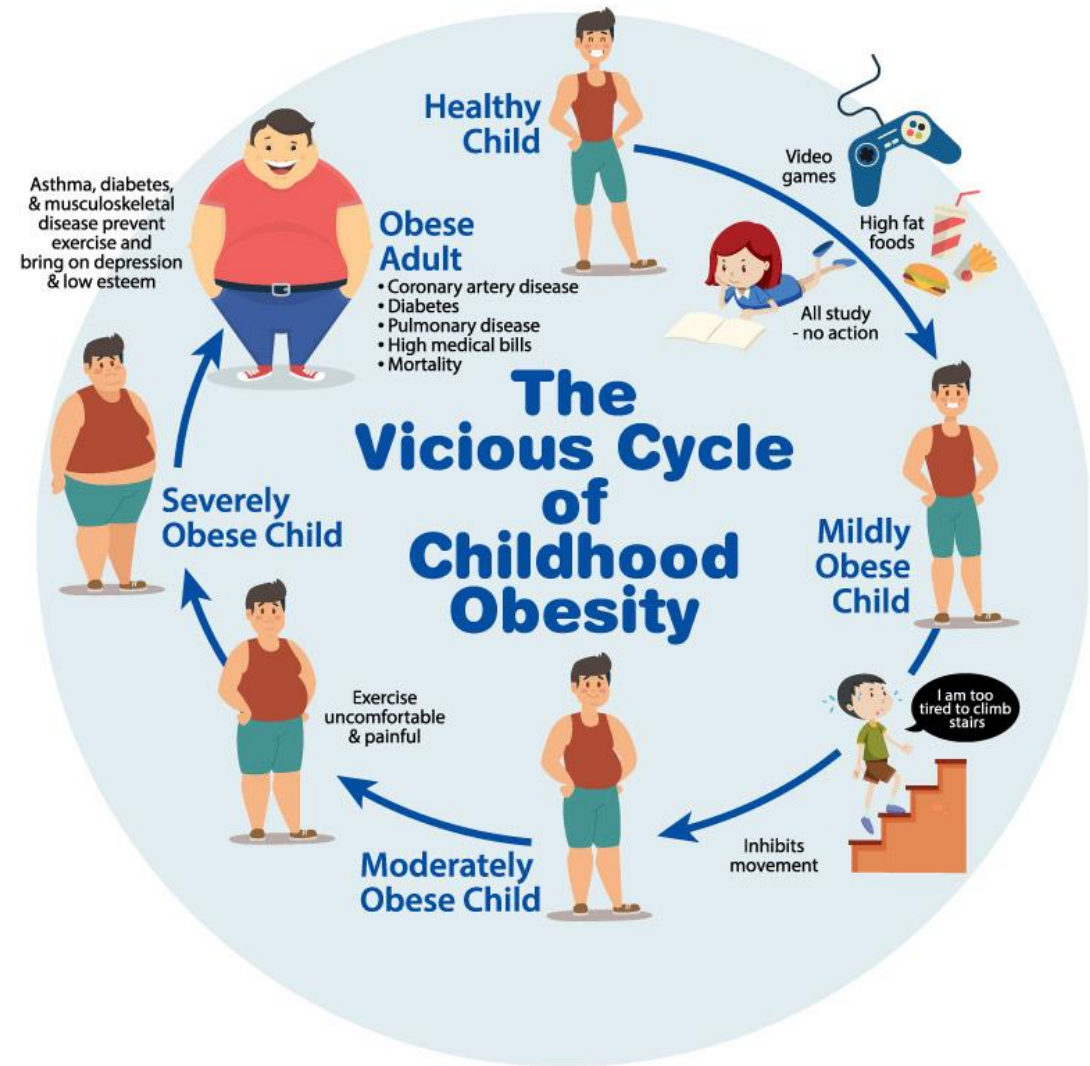 The
Vicious Cycle
of
Childhood
Obesity
Healthy
Child
Video
games
High fat
foods
All study
- no action
Mildly
Obese
Child
I am too
tired to climb
stairs
Inhibits
movement
Moderately
Obese Child
Exercise
uncomfortable
& painful
Severely
Obese Child
Asthma, diabetes,
& musculoskeletal
disease prevent
exercise and
bring on depression
& low esteem
Obese
Adult
• Coronary artery disease
• Diabetes
• Pulmonary disease
• High medical bills
• Mortality